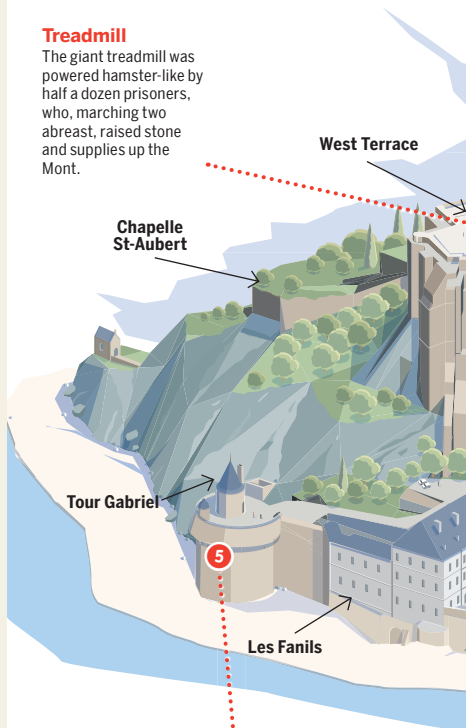 Treadmill
The giant treadmill was
powered hamster-like by
half a dozen prisoners,
who, marching two
abreast, raised stone
and supplies up the
Mont.
West Terrace
Chapelle
St-Aubert
Tour Gabriel
5
Les Fanils